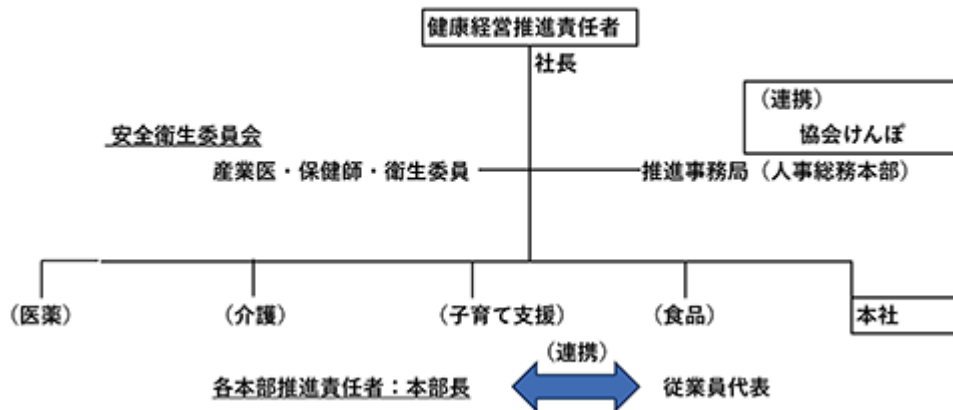 健康経営推進責任者
社長
（連携）
協会けんぽ
安全衛生委員会
産業医・保健師・衛生委員
推進事務局（人事総務本部）
（医薬）
（介護）
（子育て支援）
（食品）
本社
（連携）
各本部推進責任者：本部長
従業員代表